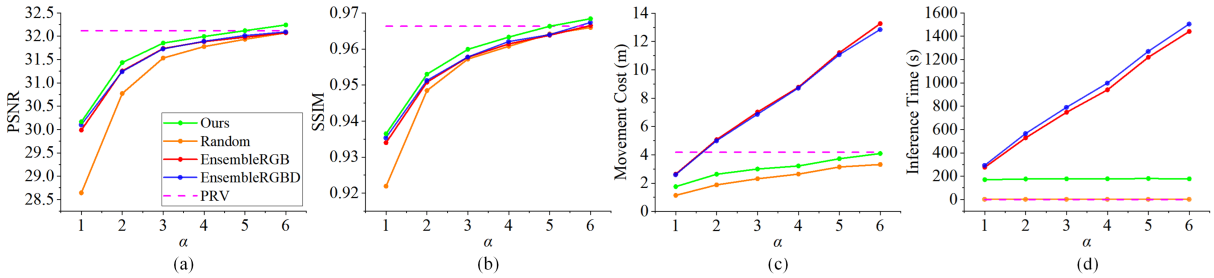 32.5
32.0
31.5
31.0
30.5
30.0
29.5
29.0
28.5
PSNR
1 2 3 4 5 6
α
Ours
Random
EnsembleRGB
EnsembleRGBD
PRV
(a)
0.97
0.96
0.95
0.94
0.93
0.92
SSIM
1 2 3 4 5 6
α
(b)
14
12
10
8
6
4
2
0
Movement Cost (m)
1 2 3 4 5 6
α
(c)
1600
1400
1200
1000
800
600
400
200
0
Inference Time (s)
1 2 3 4 5 6
α
(d)